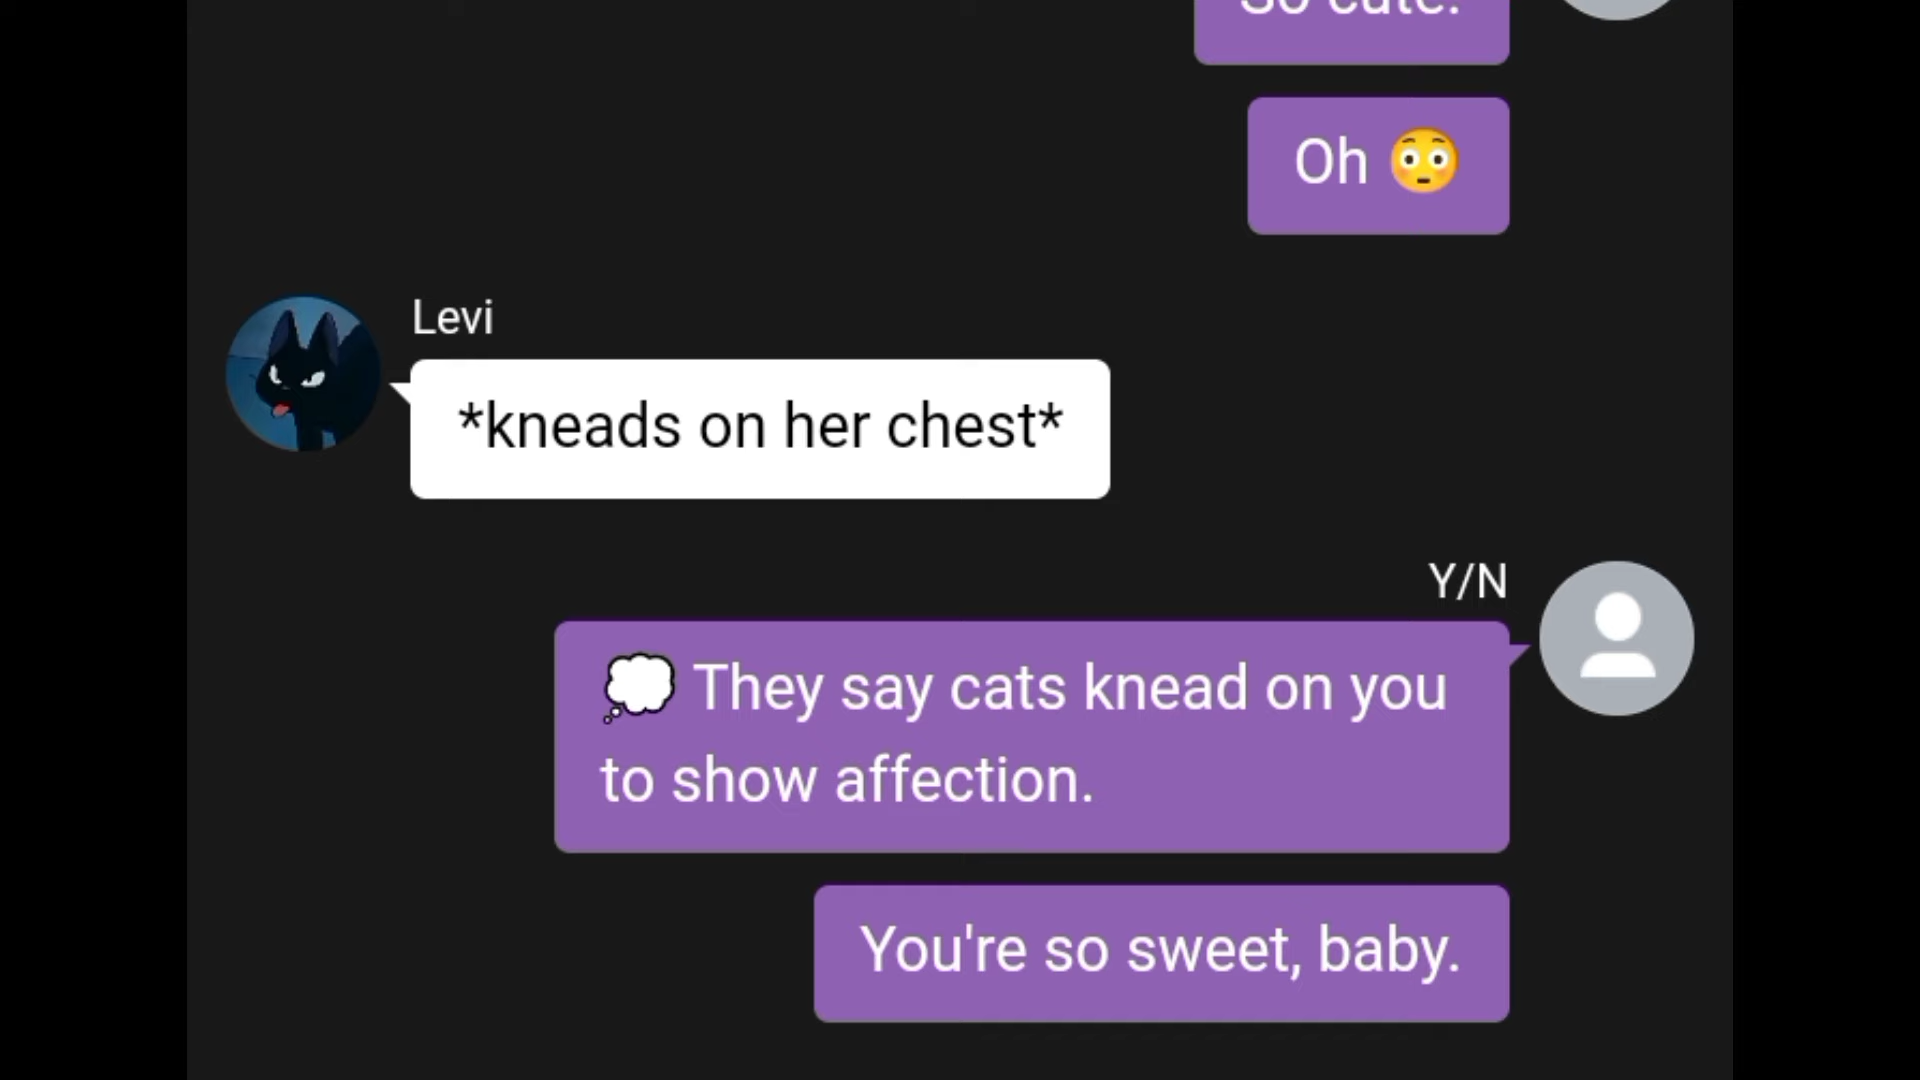 So cute.
Oh 😳
Levi
*kneads on her chest*
Y/N
💭 They say cats knead on you
to show affection.
You're so sweet, baby.